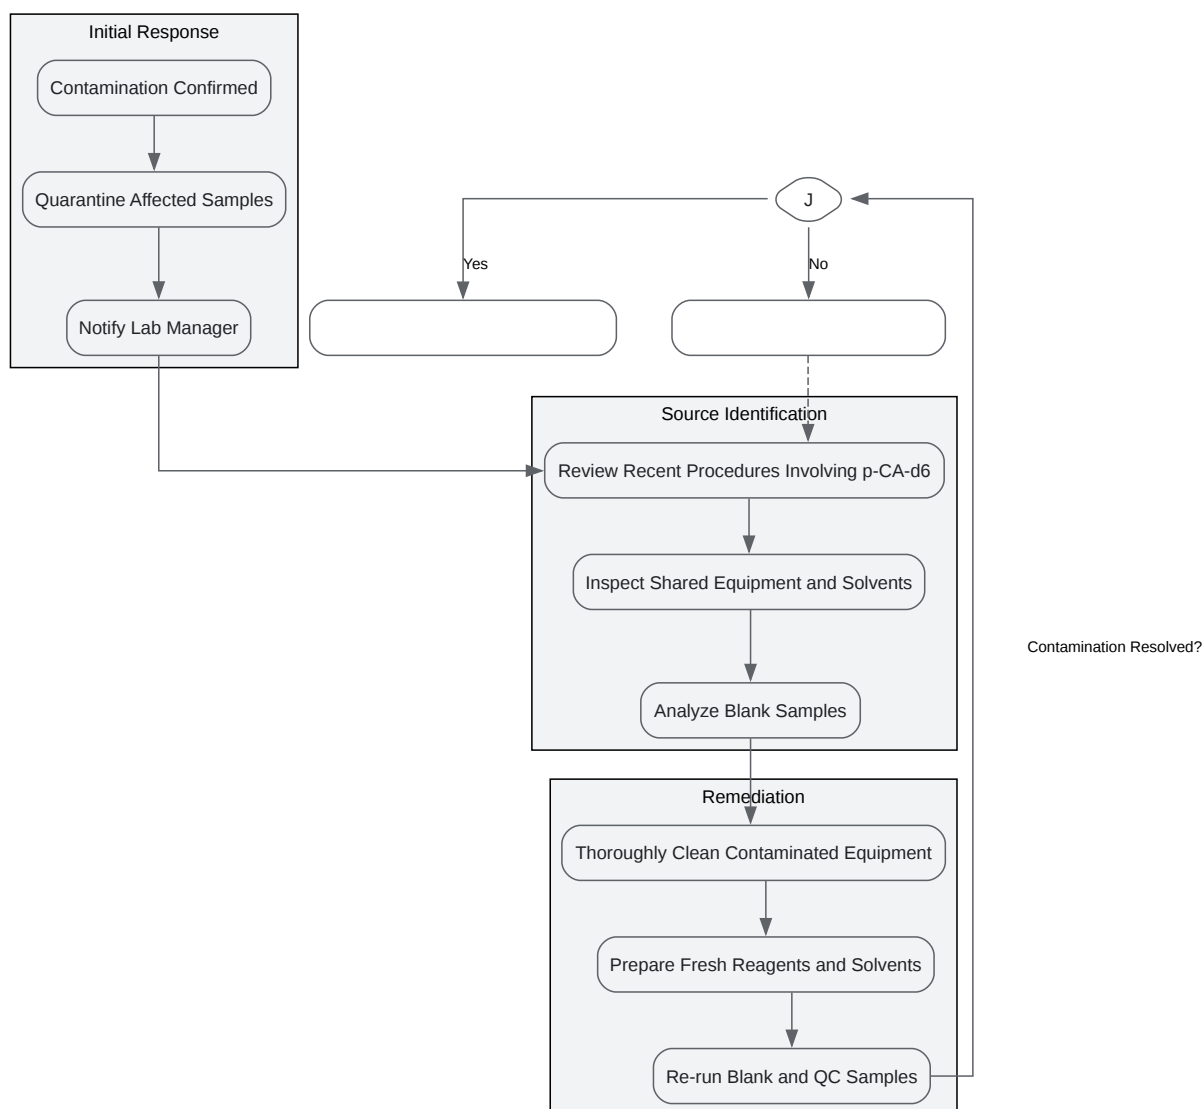 Initial Response
Contamination Confirmed
Quarantine Affected Samples
Notify Lab Manager
J
Yes
No
Source Identification
Review Recent Procedures Involving p-CA-d6
Inspect Shared Equipment and Solvents
Analyze Blank Samples
Contamination Resolved?
Remediation
Thoroughly Clean Contaminated Equipment
Prepare Fresh Reagents and Solvents
Re-run Blank and QC Samples